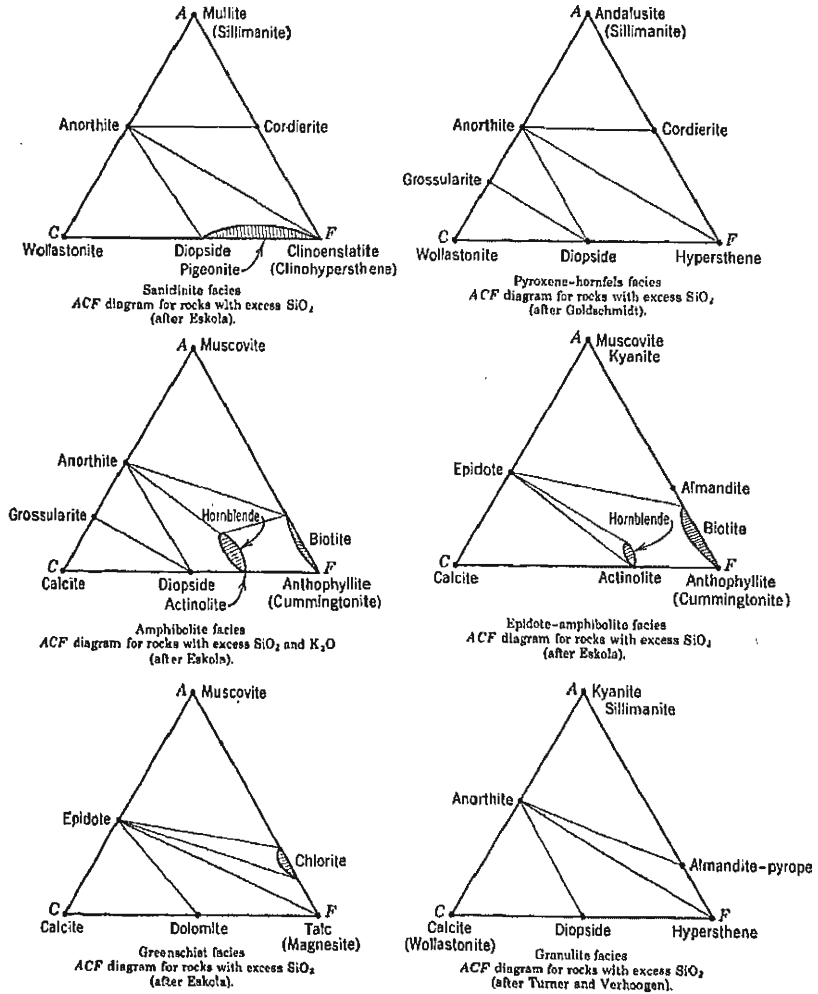 A Mullite
(Sillimanite)
Anorthite
Cordierite
C
Wollastonite
Diopside
Pigeonite
F
Clinoenstatite
(Clinohypersthene)
Sanidinite facies
ACF diagram for rocks with excess SiO₂
(after Eskola).
A Andalusite
(Sillimanite)
Anorthite
Cordierite
Grossularite
C
Wollastonite
Diopside
F
Hypersthene
Pyroxene-hornfels facies
ACF diagram for rocks with excess SiO₂
(after Goldschmidt).
A Muscovite
Anorthite
Grossularite
Hornblende
Biotite
C
Calcite
Diopside
Actinolite
F
Anthophyllite
(Cummingtonite)
Amphibolite facies
ACF diagram for rocks with excess SiO₂ and K₂O
(after Eskola).
A Muscovite
Kyanite
Epidote
Almandite
Hornblende
Biotite
C
Calcite
Actinolite
F
Anthophyllite
(Cummingtonite)
Epidote-amphibolite facies
ACF diagram for rocks with excess SiO₂
(after Eskola).
A Muscovite
Epidote
Chlorite
C
Calcite
Dolomite
F
Talc
(Magnesite)
Greenschist facies
ACF diagram for rocks with excess SiO₂
(after Eskola).
A Kyanite
Sillimanite
Anorthite
Almandite-pyrope
C
Calcite
(Wollastonite)
Diopside
F
Hypersthene
Granulite facies
ACF diagram for rocks with excess SiO₂
(after Turner and Verhoogen).